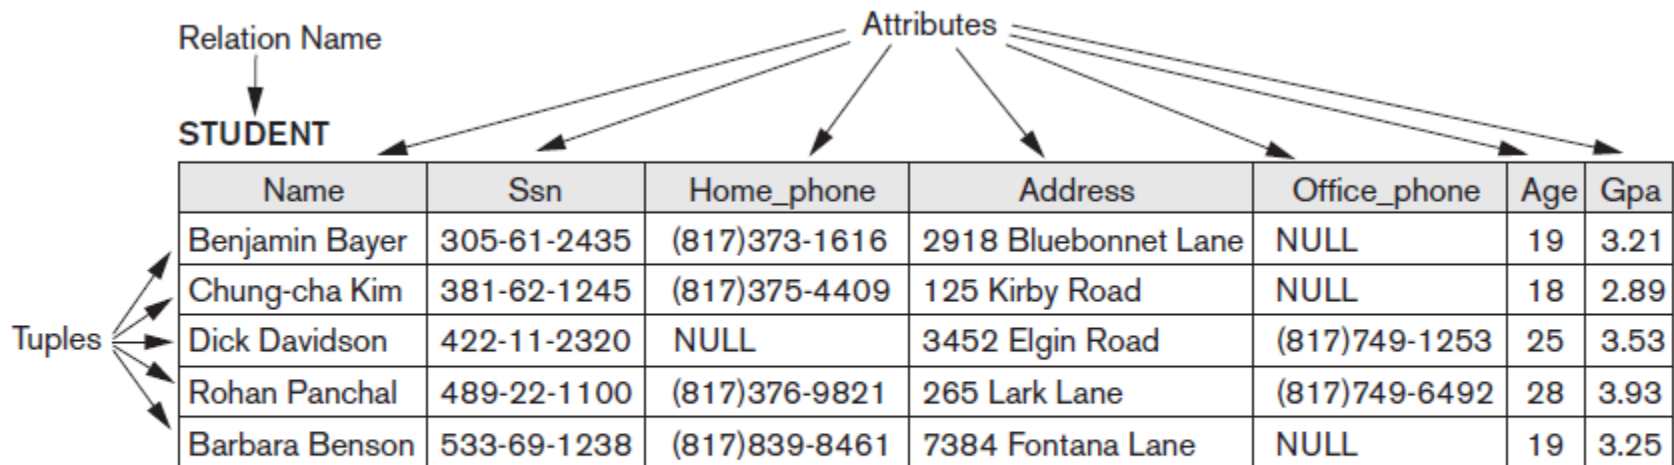 Attributes
Relation Name
STUDENT
Name Ssn Home_phone Address Office_phone Age Gpa
Benjamin Bayer 305-61-2435 (817)373-1616 2918 Bluebonnet Lane NULL 19 3.21
Chung-cha Kim 381-62-1245 (817)375-4409 125 Kirby Road NULL 18 2.89
Tuples Dick Davidson 422-11-2320 NULL 3452 Elgin Road (817)749-1253 25 3.53
Rohan Panchal 489-22-1100 (817)376-9821 265 Lark Lane (817)749-6492 28 3.93
Barbara Benson 533-69-1238 (817)839-8461 7384 Fontana Lane NULL 19 3.25